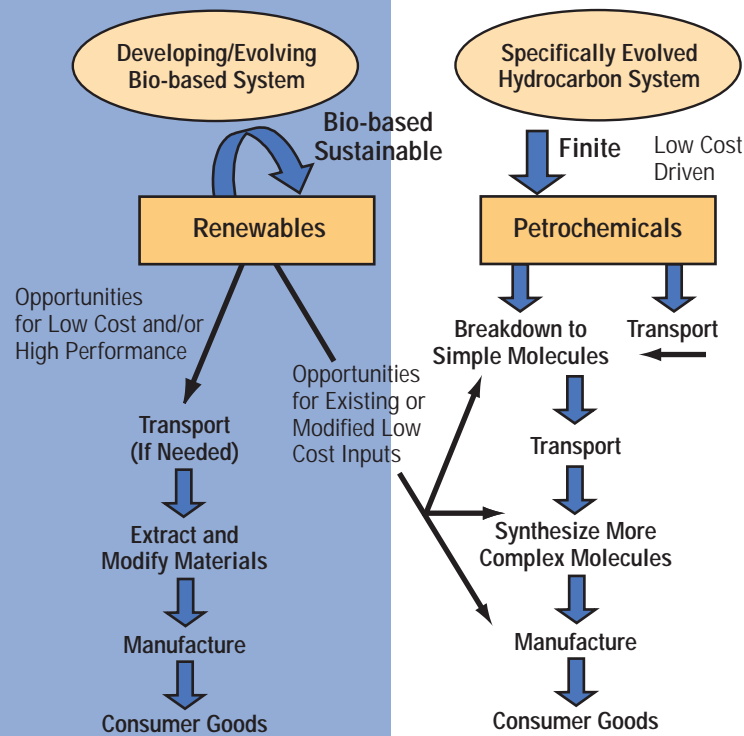 Developing/Evolving
Bio-based System
Bio-based
Sustainable
Renewables
Opportunities
for Low Cost and/or
High Performance
Opportunities
for Existing or
Modified Low
Cost Inputs
Transport
(If Needed)
Extract and
Modify Materials
Manufacture
Consumer Goods
Specifically Evolved
Hydrocarbon System
Finite
Low Cost
Driven
Petrochemicals
Breakdown to
Simple Molecules
Transport
Transport
Synthesize More
Complex Molecules
Manufacture
Consumer Goods